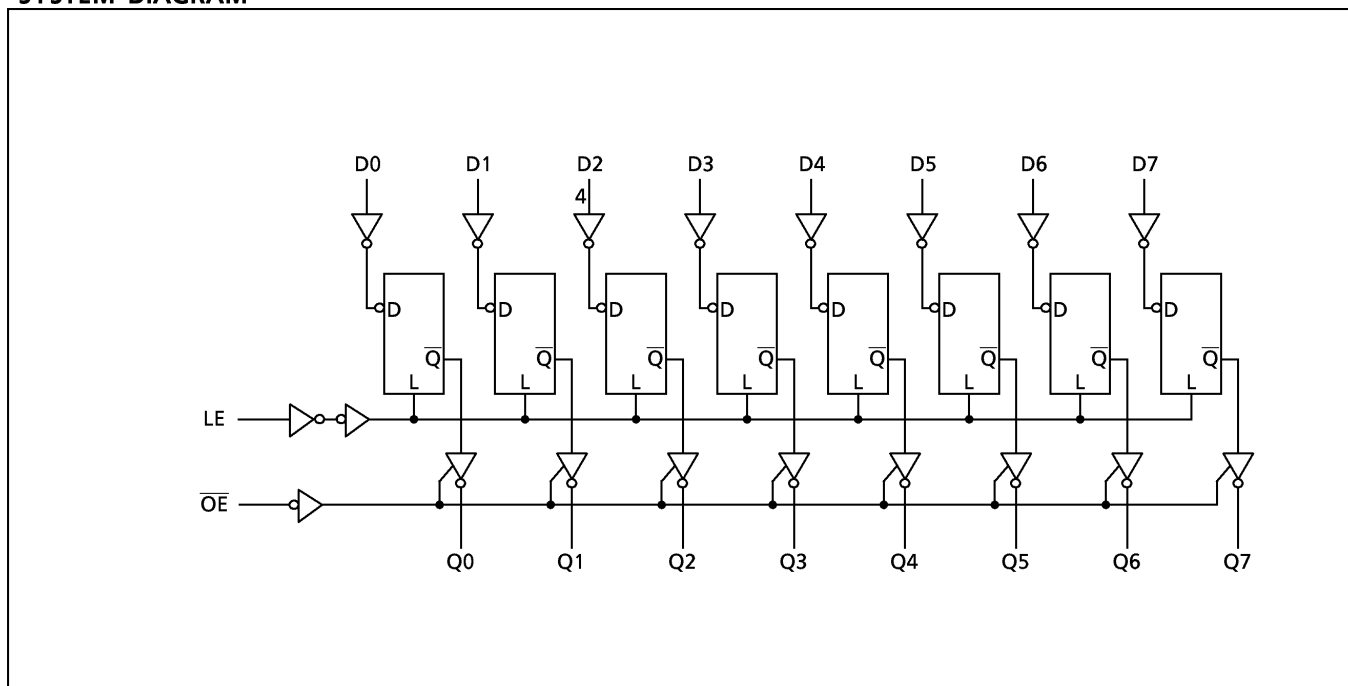 SYSTEM DIAGRAM
D0 D1 D2 D3 D4 D5 D6 D7
4
D D D D D D D D
Q̅ Q̅ Q̅ Q̅ Q̅ Q̅ Q̅ Q̅
L L L L L L L L
LE
O̅E̅
Q0 Q1 Q2 Q3 Q4 Q5 Q6 Q7